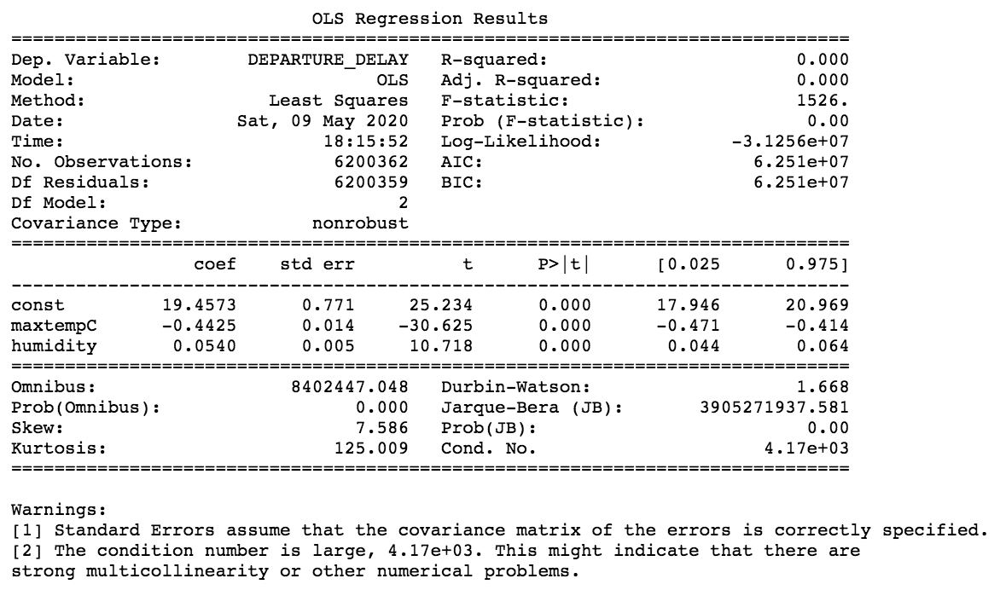 OLS Regression Results
==============================================================================
Dep. Variable:        DEPARTURE_DELAY   R-squared:                       0.000
Model:                            OLS   Adj. R-squared:                  0.000
Method:                 Least Squares   F-statistic:                     1526.
Date:                Sat, 09 May 2020   Prob (F-statistic):               0.00
Time:                        18:15:52   Log-Likelihood:            -3.1256e+07
No. Observations:             6200362   AIC:                         6.251e+07
Df Residuals:                 6200359   BIC:                         6.251e+07
Df Model:                           2
Covariance Type:            nonrobust
==============================================================================
                 coef    std err          t      P>|t|      [0.025      0.975]
------------------------------------------------------------------------------
const         19.4573      0.771     25.234      0.000      17.946      20.969
maxtempC      -0.4425      0.014    -30.625      0.000      -0.471      -0.414
humidity       0.0540      0.005     10.718      0.000       0.044       0.064
==============================================================================
Omnibus:                  8402447.048   Durbin-Watson:                   1.668
Prob(Omnibus):                  0.000   Jarque-Bera (JB):       3905271937.581
Skew:                           7.586   Prob(JB):                         0.00
Kurtosis:                     125.009   Cond. No.                     4.17e+03
==============================================================================
Warnings:
[1] Standard Errors assume that the covariance matrix of the errors is correctly specified.
[2] The condition number is large, 4.17e+03. This might indicate that there are
strong multicollinearity or other numerical problems.